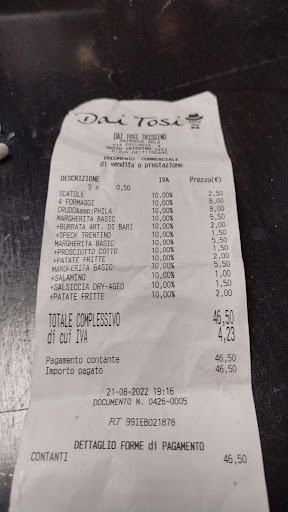 Dai Tosi
DAI TOSI TRISSINO
DOCUMENTO COMMERCIALE
di vendita o prestazione
DESCRIZIONE IVA Prezzo(€)
5 x 0,50
SCATOLE 10,00% 2,50
4 FORMAGGI 10,00% 8,00
CRUDO&amp;PHILA 10,00% 8,00
MARGHERITA BASIC 10,00% 5,50
+BURRATA ART. DI BARI 10,00% 2,00
+SPECK TRENTINO 10,00% 1,50
MARGHERITA BASIC 10,00% 5,50
+PROSCIUTTO COTTO 10,00% 1,50
+PATATE FRITTE 10,00% 2,00
MARGHERITA BASIC 10,00% 5,50
+SALAMINO 10,00% 1,00
+SALSICCIA DRY-AGED 10,00% 1,50
+PATATE FRITTE 10,00% 2,00
TOTALE COMPLESSIVO 46,50
di cui IVA 4,23
Pagamento contante 46,50
Importo pagato 46,50
21-08-2022 19:16
DOCUMENTO N. 0426-0005
RT 99IEB021878
DETTAGLIO FORME di PAGAMENTO
CONTANTI 46,50